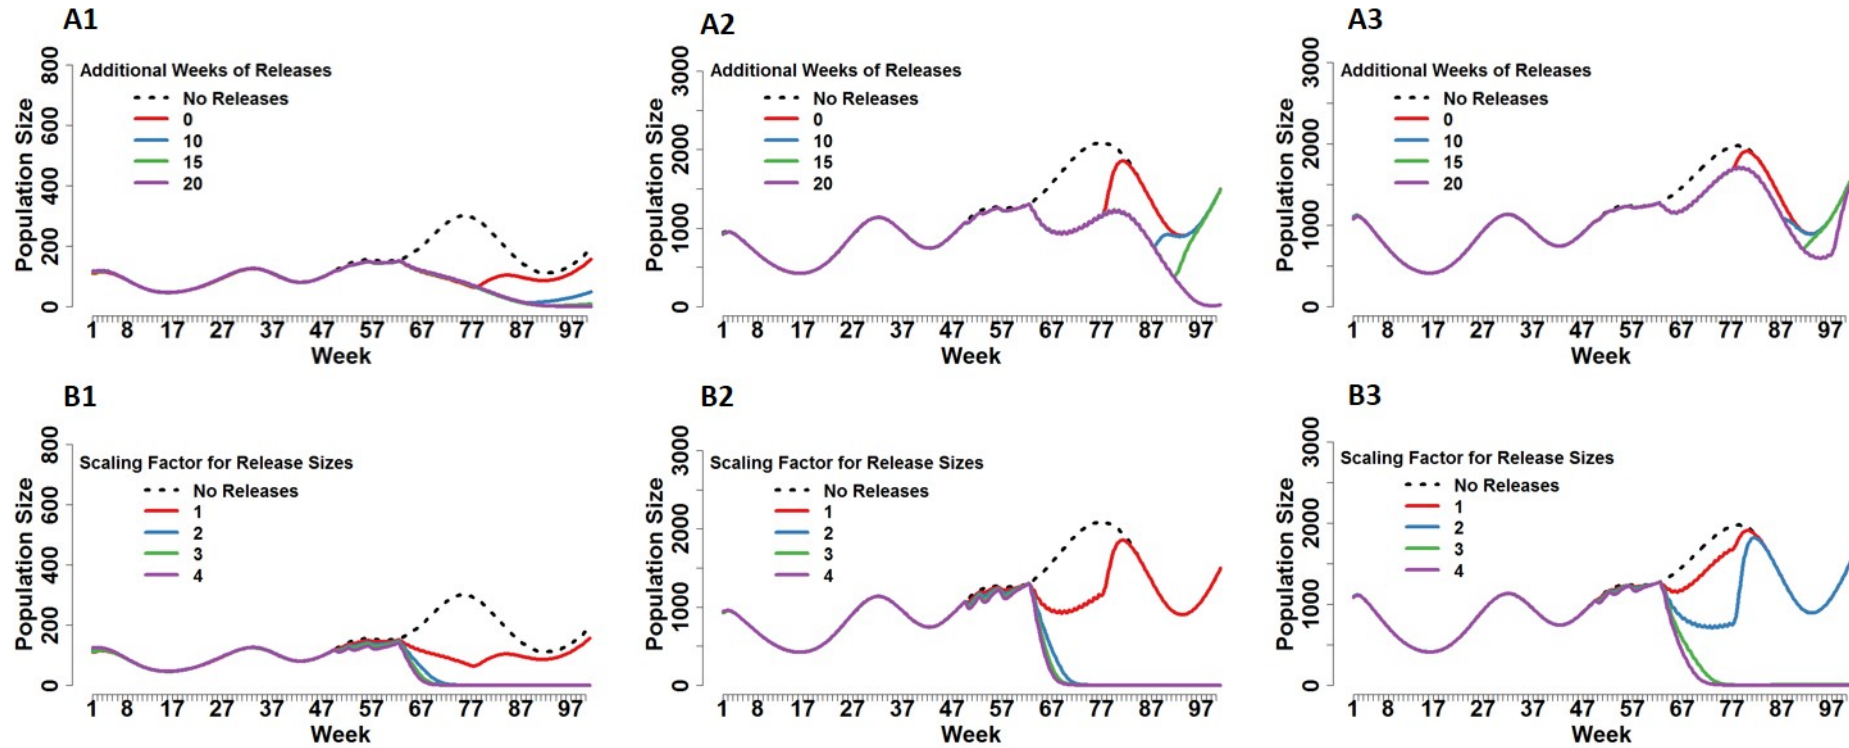 A1
Additional Weeks of Releases
No Releases
0
10
15
20
Population Size
0 200 400 600 800
1 8 17 27 37 47 57 67 77 87 97
Week
A2
Additional Weeks of Releases
No Releases
0
10
15
20
Population Size
0 1000 2000 3000
1 8 17 27 37 47 57 67 77 87 97
Week
A3
Additional Weeks of Releases
No Releases
0
10
15
20
Population Size
0 1000 2000 3000
1 8 17 27 37 47 57 67 77 87 97
Week
B1
Scaling Factor for Release Sizes
No Releases
1
2
3
4
Population Size
0 200 400 600 800
1 8 17 27 37 47 57 67 77 87 97
Week
B2
Scaling Factor for Release Sizes
No Releases
1
2
3
4
Population Size
0 1000 2000 3000
1 8 17 27 37 47 57 67 77 87 97
Week
B3
Scaling Factor for Release Sizes
No Releases
1
2
3
4
Population Size
0 1000 2000 3000
1 8 17 27 37 47 57 67 77 87 97
Week